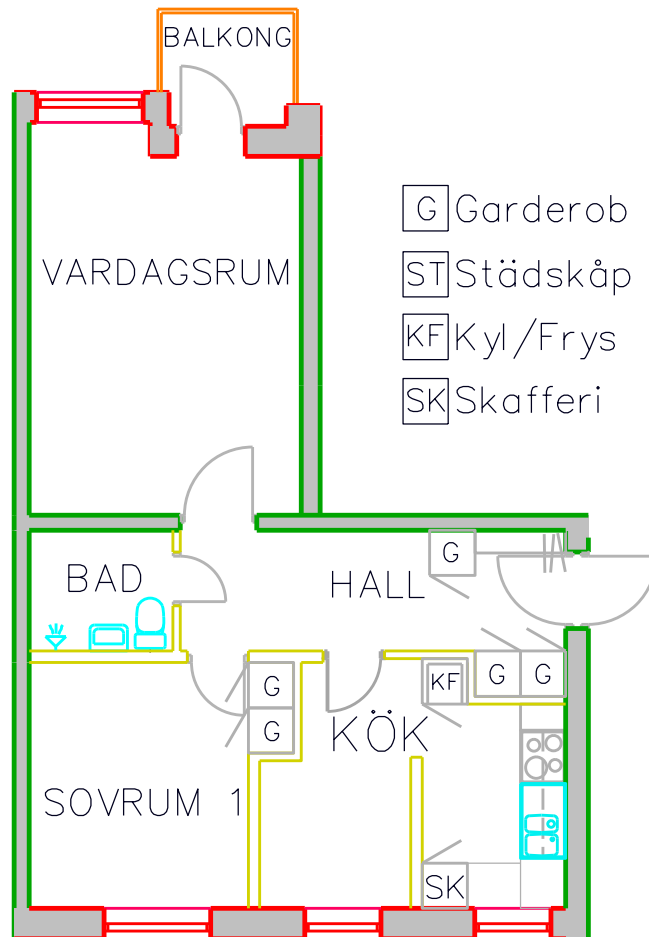 BALKONG
VARDAGSRUM
G Garderob
ST Städskåp
KF Kyl/Frys
SK Skafferi
BAD
HALL
G
G
KF
G
G
G
KÖK
SOVRUM 1
SK